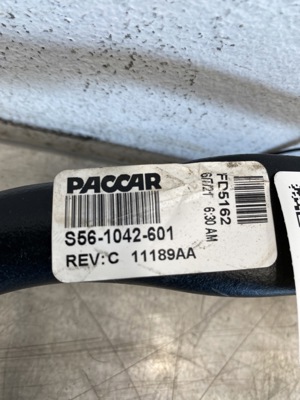 PACCAR
S56-1042-601
REV:C 11189AA
FD5162
6/7/21 6:30 AM